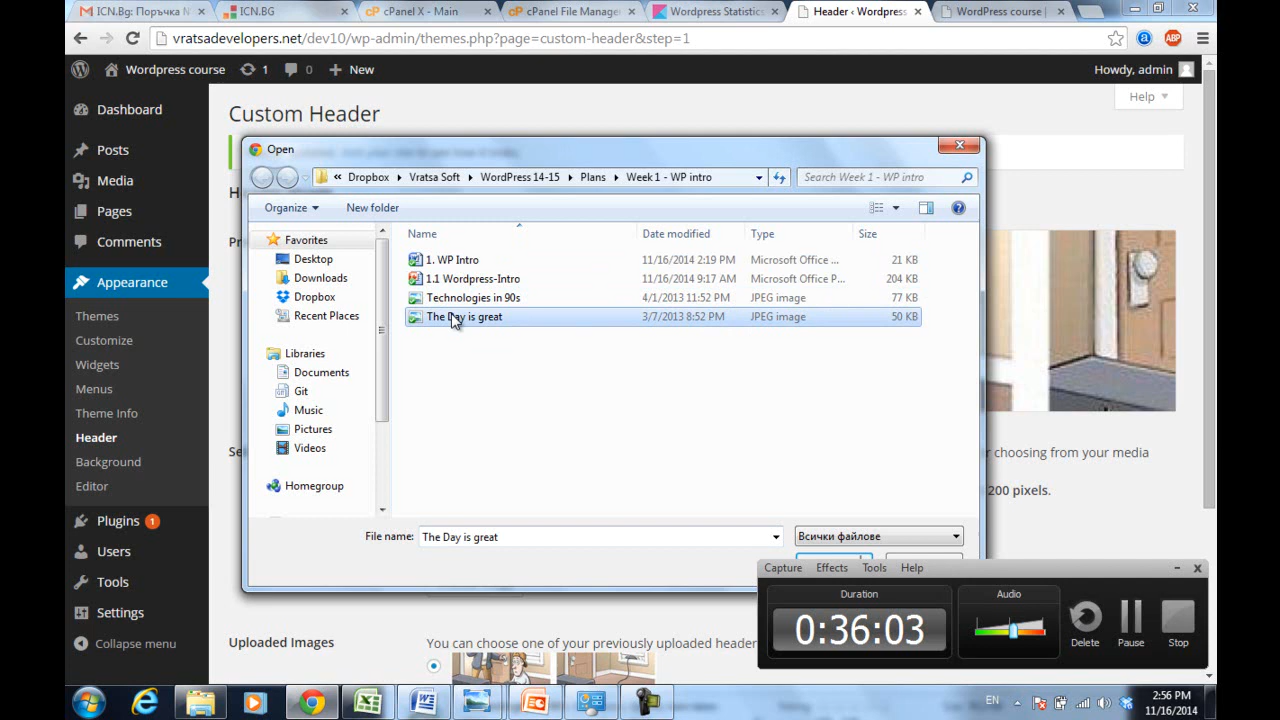 ICN.Bg: Поръчка N
ICN.BG
cPanel X - Main
cPanel File Manage
Wordpress Statistics
Header ‹ Wordpress
WordPress course |
vratsadevelopers.net/dev10/wp-admin/themes.php?page=custom-header&step=1
Wordpress course 1 0 New
Howdy, admin
Help
Dashboard
Posts
Media
Pages
Comments
Appearance
Themes
Customize
Widgets
Menus
Theme Info
Header
Background
Editor
Plugins 1
Users
Tools
Settings
Collapse menu
Custom Header
Open
Dropbox Vratsa Soft WordPress 14-15 Plans Week 1 - WP intro
Search Week 1 - WP intro
Organize New folder
Favorites
Desktop
Downloads
Dropbox
Recent Places
Libraries
Documents
Git
Music
Pictures
Videos
Homegroup
Name Date modified Type Size
1. WP Intro 11/16/2014 2:19 PM Microsoft Office ... 21 KB
1.1 Wordpress-Intro 11/16/2014 9:17 AM Microsoft Office P... 204 KB
Technologies in 90s 4/1/2013 11:52 PM JPEG image 77 KB
The Day is great 3/7/2013 8:52 PM JPEG image 50 KB
File name: The Day is great
Всички файлове
r choosing from your media
200 pixels.
Uploaded Images
You can choose one of your previously uploaded header
Capture Effects Tools Help
Duration
0:36:03
Audio
Delete
Pause
Stop
EN
2:56 PM
11/16/2014